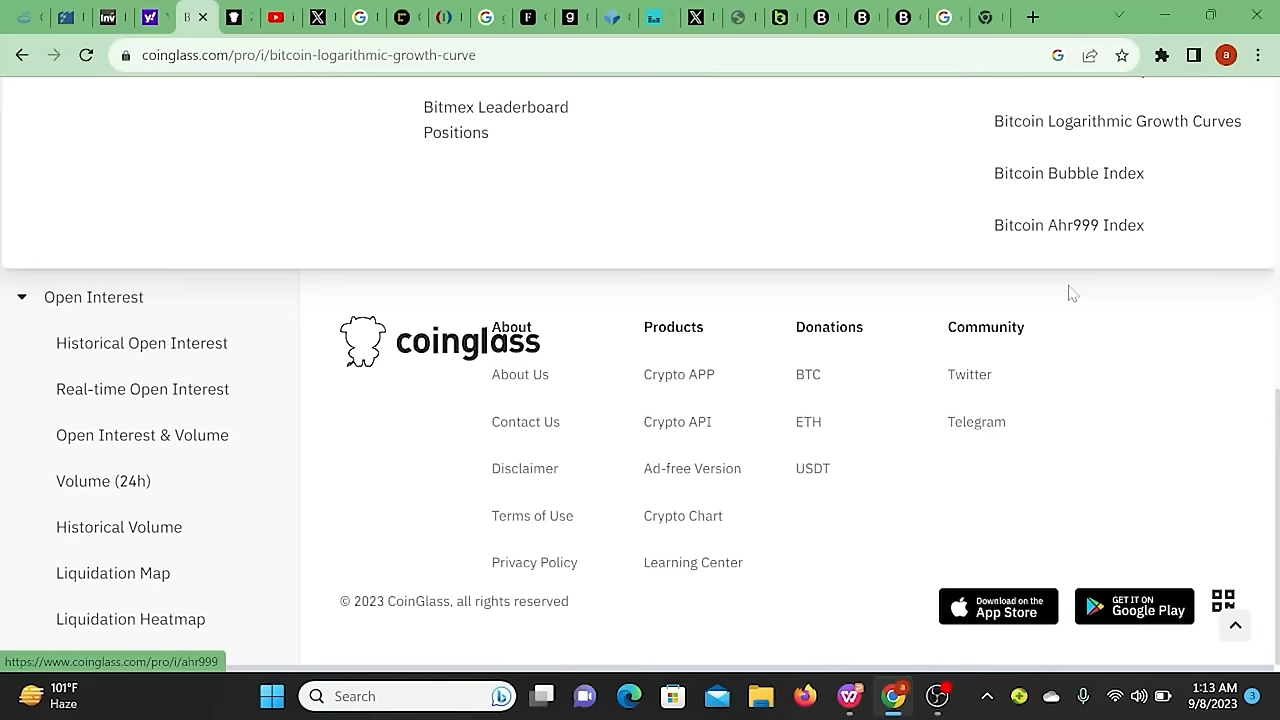 coinglass.com/pro/i/bitcoin-logarithmic-growth-curve
Bitmex Leaderboard
Positions
Bitcoin Logarithmic Growth Curves
Bitcoin Bubble Index
Bitcoin Ahr999 Index
Open Interest
Historical Open Interest
Real-time Open Interest
Open Interest & Volume
Volume (24h)
Historical Volume
Liquidation Map
Liquidation Heatmap
coinglass
About
About Us
Contact Us
Disclaimer
Terms of Use
Privacy Policy
Products
Crypto APP
Crypto API
Ad-free Version
Crypto Chart
Learning Center
Donations
BTC
ETH
USDT
Community
Twitter
Telegram
© 2023 CoinGlass, all rights reserved
Download on the
App Store
GET IT ON
Google Play
https://www.coinglass.com/pro/i/ahr999
101°F
Haze
Search
1:13 AM
9/8/2023
3